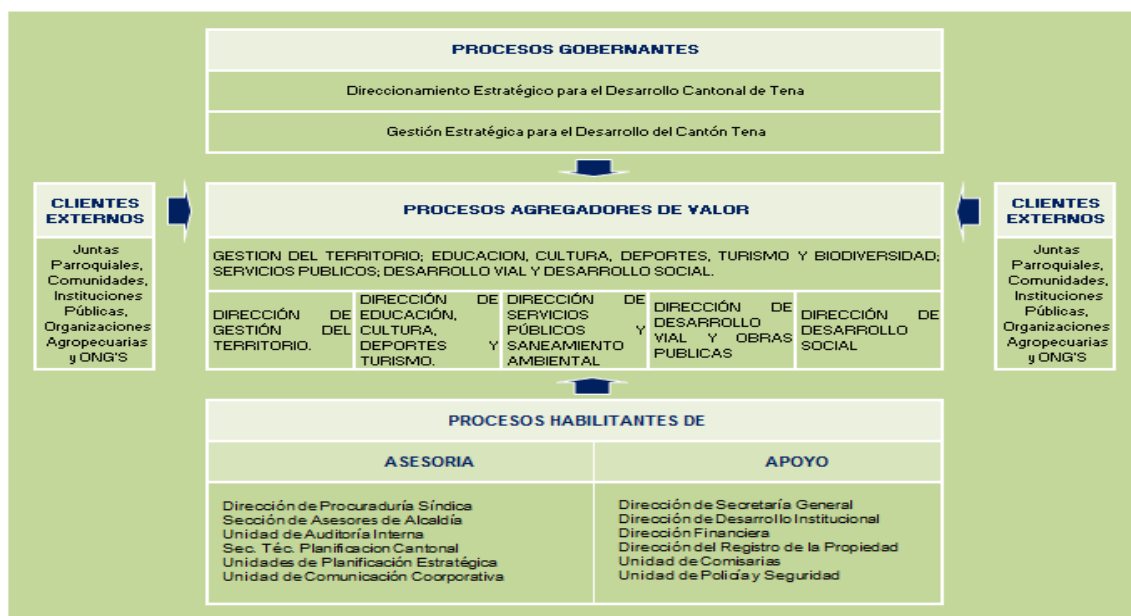 PROCESOS GOBERNANTES
Direccionamiento Estratégico para el Desarrollo Cantonal de Tena
Gestión Estratégica para el Desarrollo del Cantón Tena
CLIENTES
EXTERNOS
Juntas
Parroquiales,
Comunidades,
Instituciones
Públicas,
Organizaciones
Agropecuarias
y ONG'S
PROCESOS AGREGADORES DE VALOR
GESTION DEL TERRITORIO; EDUCACION, CULTURA, DEPORTES, TURISMO Y BIODIVERSIDAD;
SERVICIOS PUBLICOS; DESARROLLO VIAL Y DESARROLLO SOCIAL.
DIRECCIÓN DE
GESTIÓN DEL
TERRITORIO.
DIRECCIÓN DE
EDUCACIÓN,
CULTURA,
DEPORTES Y
TURISMO.
DIRECCIÓN DE
SERVICIOS
PÚBLICOS Y
SANEAMIENTO
AMBIENTAL
DIRECCIÓN DE
DESARROLLO
VIAL Y OBRAS
PUBLICAS
DIRECCIÓN DE
DESARROLLO
SOCIAL
CLIENTES
EXTERNOS
Juntas
Parroquiales,
Comunidades,
Instituciones
Públicas,
Organizaciones
Agropecuarias
y ONG'S
PROCESOS HABILITANTES DE
ASESORIA
Dirección de Procuraduría Síndica
Sección de Asesores de Alcaldía
Unidad de Auditoría Interna
Sec. Téc. Planificacion Cantonal
Unidades de Planificación Estratégica
Unidad de Comunicación Coorporativa
APOYO
Dirección de Secretaría General
Dirección de Desarrollo Institucional
Dirección Financiera
Dirección del Registro de la Propiedad
Unidad de Comisarias
Unidad de Policía y Seguridad